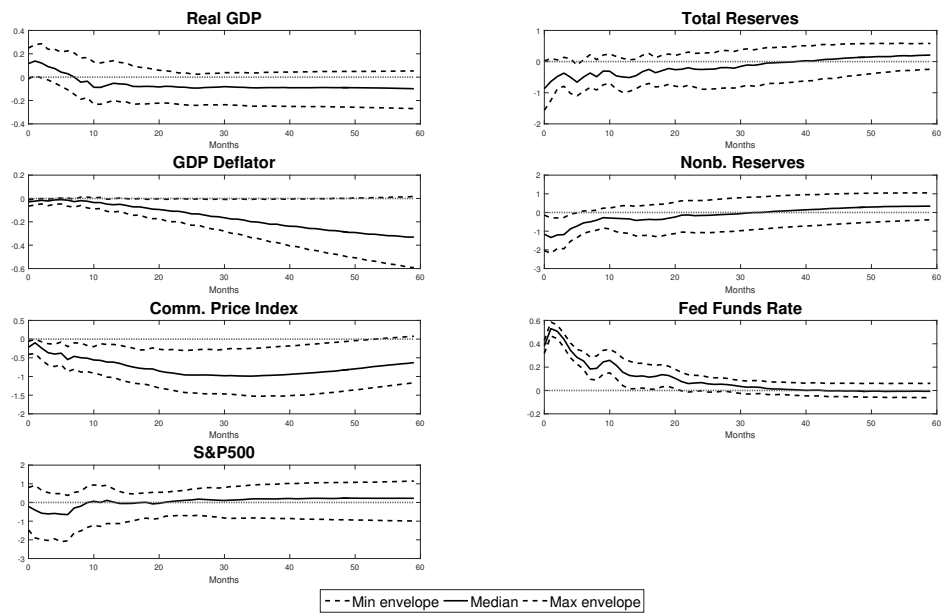 Real GDP
0.4
0.2
0
-0.2
-0.4
0 10 20 30 40 50 60
Months
Total Reserves
1
0
-1
-2
0 10 20 30 40 50 60
Months
GDP Deflator
0.2
0
-0.2
-0.4
-0.6
0 10 20 30 40 50 60
Months
Nonb. Reserves
2
1
0
-1
-2
-3
0 10 20 30 40 50 60
Months
Comm. Price Index
0.5
0
-0.5
-1
-1.5
-2
0 10 20 30 40 50 60
Months
Fed Funds Rate
0.6
0.4
0.2
0
-0.2
0 10 20 30 40 50 60
Months
S&P500
2
1
0
-1
-2
-3
0 10 20 30 40 50 60
Months
Min envelope Median Max envelope